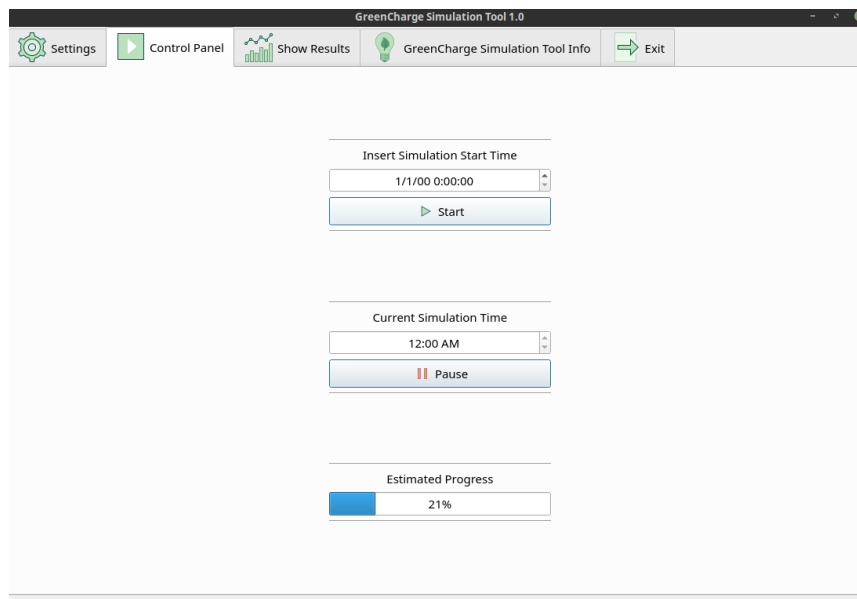 GreenCharge Simulation Tool 1.0
Settings
Control Panel
Show Results
GreenCharge Simulation Tool Info
Exit
Insert Simulation Start Time
1/1/00 0:00:00
Start
Current Simulation Time
12:00 AM
Pause
Estimated Progress
21%